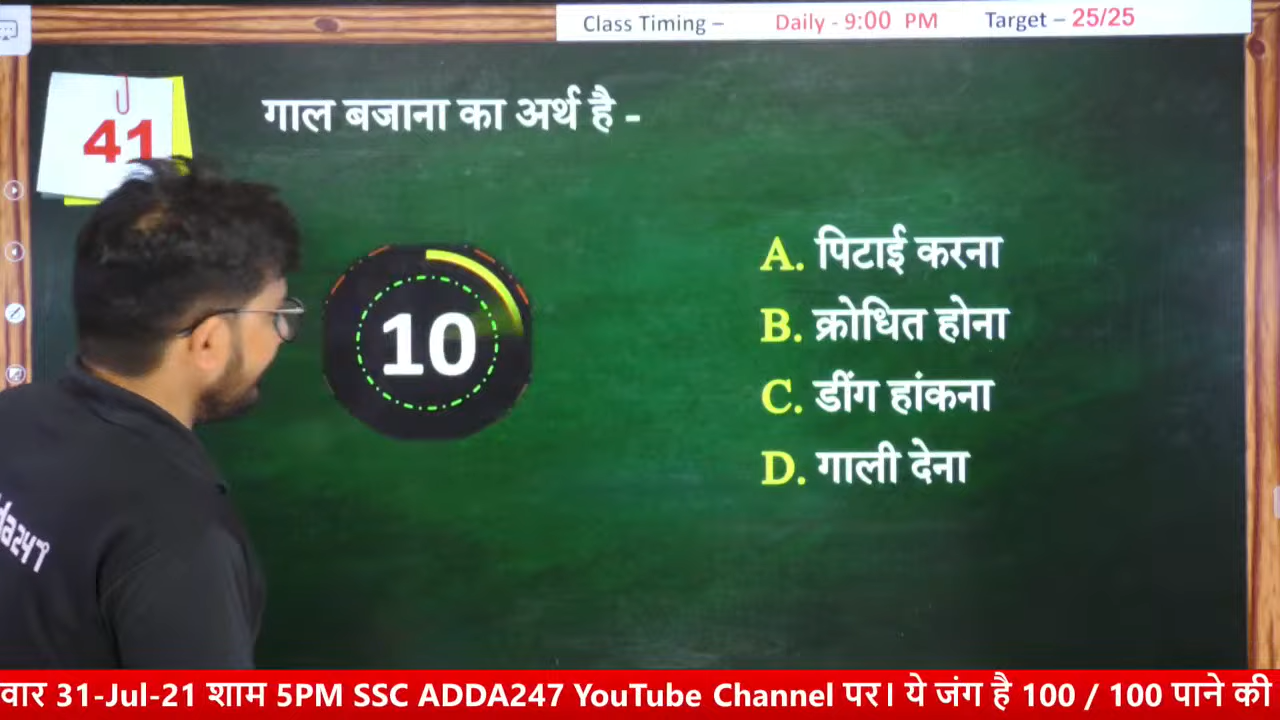 Class Timing – Daily - 9:00 PM Target – 25/25
41
गाल बजाना का अर्थ है -
10
A. पिटाई करना
B. क्रोधित होना
C. डींग हांकना
D. गाली देना
da247
वार 31-Jul-21 शाम 5PM SSC ADDA247 YouTube Channel पर। ये जंग है 100 / 100 पाने की